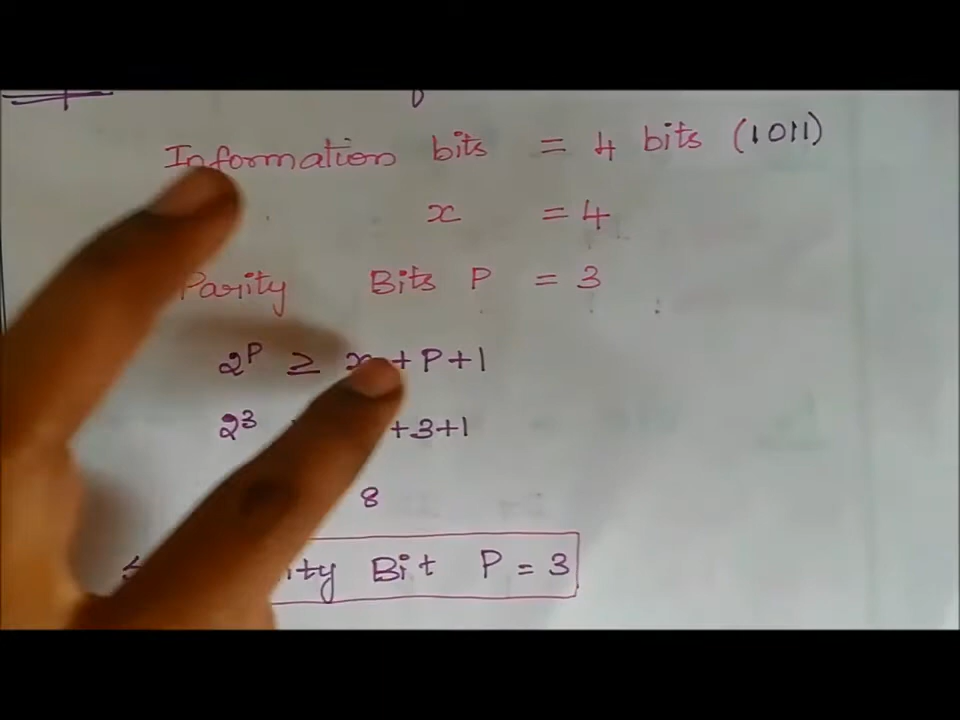 Information bits = 4 bits (1011)
x = 4
Parity Bits P = 3
2^P ≥ x + P + 1
2^3 + 3 + 1
8
Bit P = 3